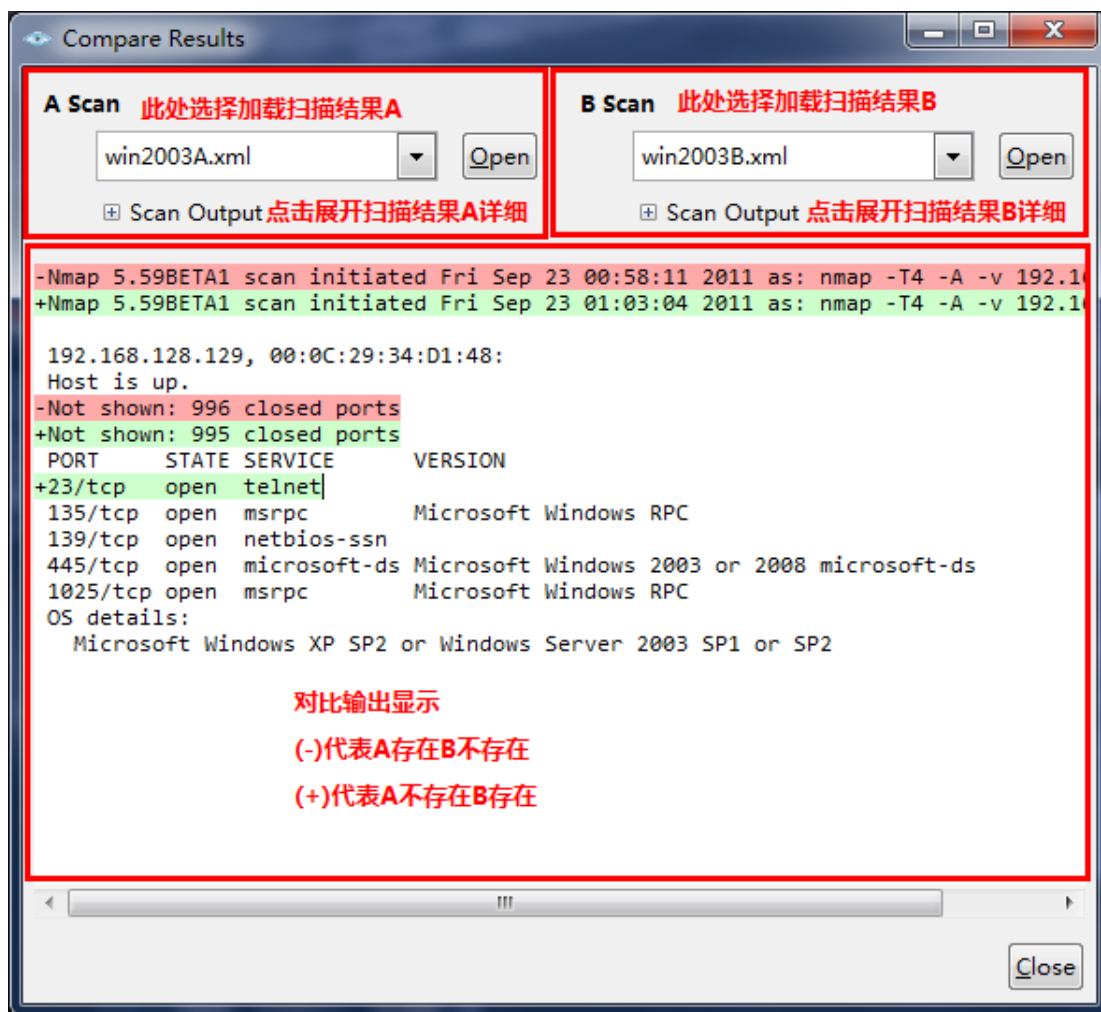 Compare Results
A Scan 此处选择加载扫描结果A
win2003A.xml Open
Scan Output 点击展开扫描结果A详细
B Scan 此处选择加载扫描结果B
win2003B.xml Open
Scan Output 点击展开扫描结果B详细
-Nmap 5.59BETA1 scan initiated Fri Sep 23 00:58:11 2011 as: nmap -T4 -A -v 192.1
+Nmap 5.59BETA1 scan initiated Fri Sep 23 01:03:04 2011 as: nmap -T4 -A -v 192.1
192.168.128.129, 00:0C:29:34:D1:48:
Host is up.
-Not shown: 996 closed ports
+Not shown: 995 closed ports
PORT STATE SERVICE VERSION
+23/tcp open telnet
135/tcp open msrpc Microsoft Windows RPC
139/tcp open netbios-ssn
445/tcp open microsoft-ds Microsoft Windows 2003 or 2008 microsoft-ds
1025/tcp open msrpc Microsoft Windows RPC
OS details:
Microsoft Windows XP SP2 or Windows Server 2003 SP1 or SP2
对比输出显示
(-)代表A存在B不存在
(+)代表A不存在B存在
Close